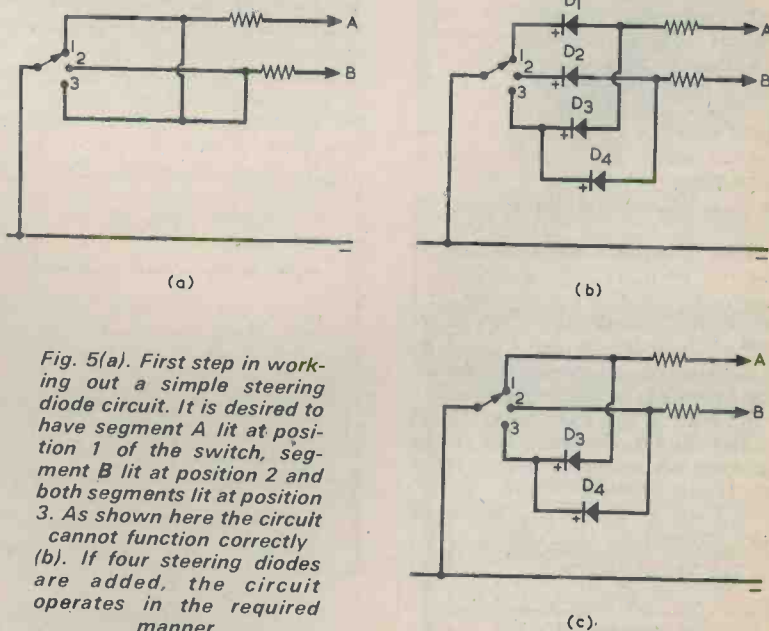 A
1
2
B
3
(a)
D1
A
1
D2
2
+
B
3
D3
+
D4
+
(b)
Fig. 5(a). First step in work-
ing out a simple steering
diode circuit. It is desired to
have segment A lit at posi-
tion 1 of the switch, seg-
ment B lit at position 2 and
both segments lit at position
3. As shown here the circuit
cannot function correctly
(b). If four steering diodes
are added, the circuit
operates in the required
manner
A
1
2
B
3
D3
+
D4
+
(c).